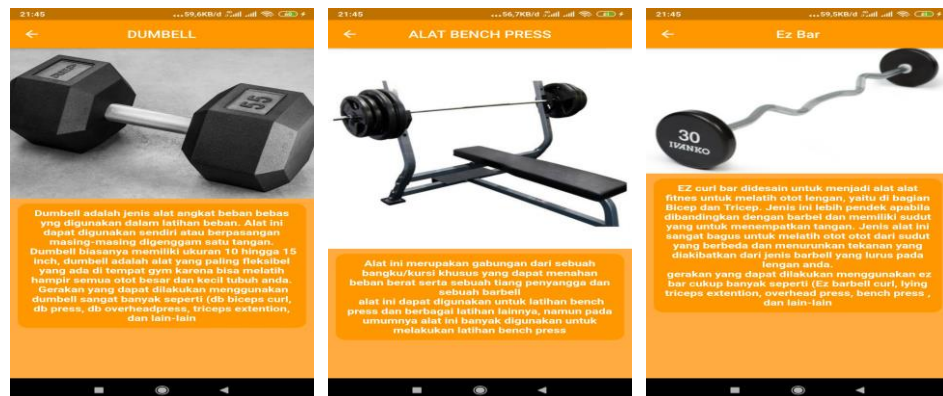 21:45
...59,6KB/d
DUMBELL
55
Dumbell adalah jenis alat angkat beban bebas
yng digunakan dalam latihan beban. Alat ini
dapat digunakan sendiri atau berpasangan
masing-masing digenggam satu tangan.
Dumbell biasanya memiliki ukuran 10 hingga 15
inch, dumbell adalah alat yang paling fleksibel
yang ada di tempat gym karena bisa melatih
hampir semua otot besar dan kecil tubuh anda.
Gerakan yang dapat dilakukan menggunakan
dumbell sangat banyak seperti (db biceps curl,
db press, db overheadpress, triceps extention,
dan lain-lain
21:45
...56,7KB/d
ALAT BENCH PRESS
Alat ini merupakan gabungan dari sebuah
bangku/kursi khusus yang dapat menahan
beban berat serta sebuah tiang penyangga dan
sebuah barbell
alat ini dapat digunakan untuk latihan bench
press dan berbagai latihan lainnya, namun pada
umumnya alat ini banyak digunakan untuk
melakukan latihan bench press
21:45
...59,5KB/d
Ez Bar
30
IVANKO
EZ curl bar didesain untuk menjadi alat alat
fitnes untuk melatih otot lengan, yaitu di bagian
Bicep dan Tricep. Jenis ini lebih pendek apabila
dibandingkan dengan barbel dan memiliki sudut
yang untuk menempatkan tangan. Jenis alat ini
sangat bagus untuk melatih otot otot dari sudut
yang berbeda dan menurunkan tekanan yang
diakibatkan dari jenis barbell yang lurus pada
lengan anda.
gerakan yang dapat dilakukan menggunakan ez
bar cukup banyak seperti (Ez barbell curl, lying
triceps extention, overhead press, bench press ,
dan lain-lain